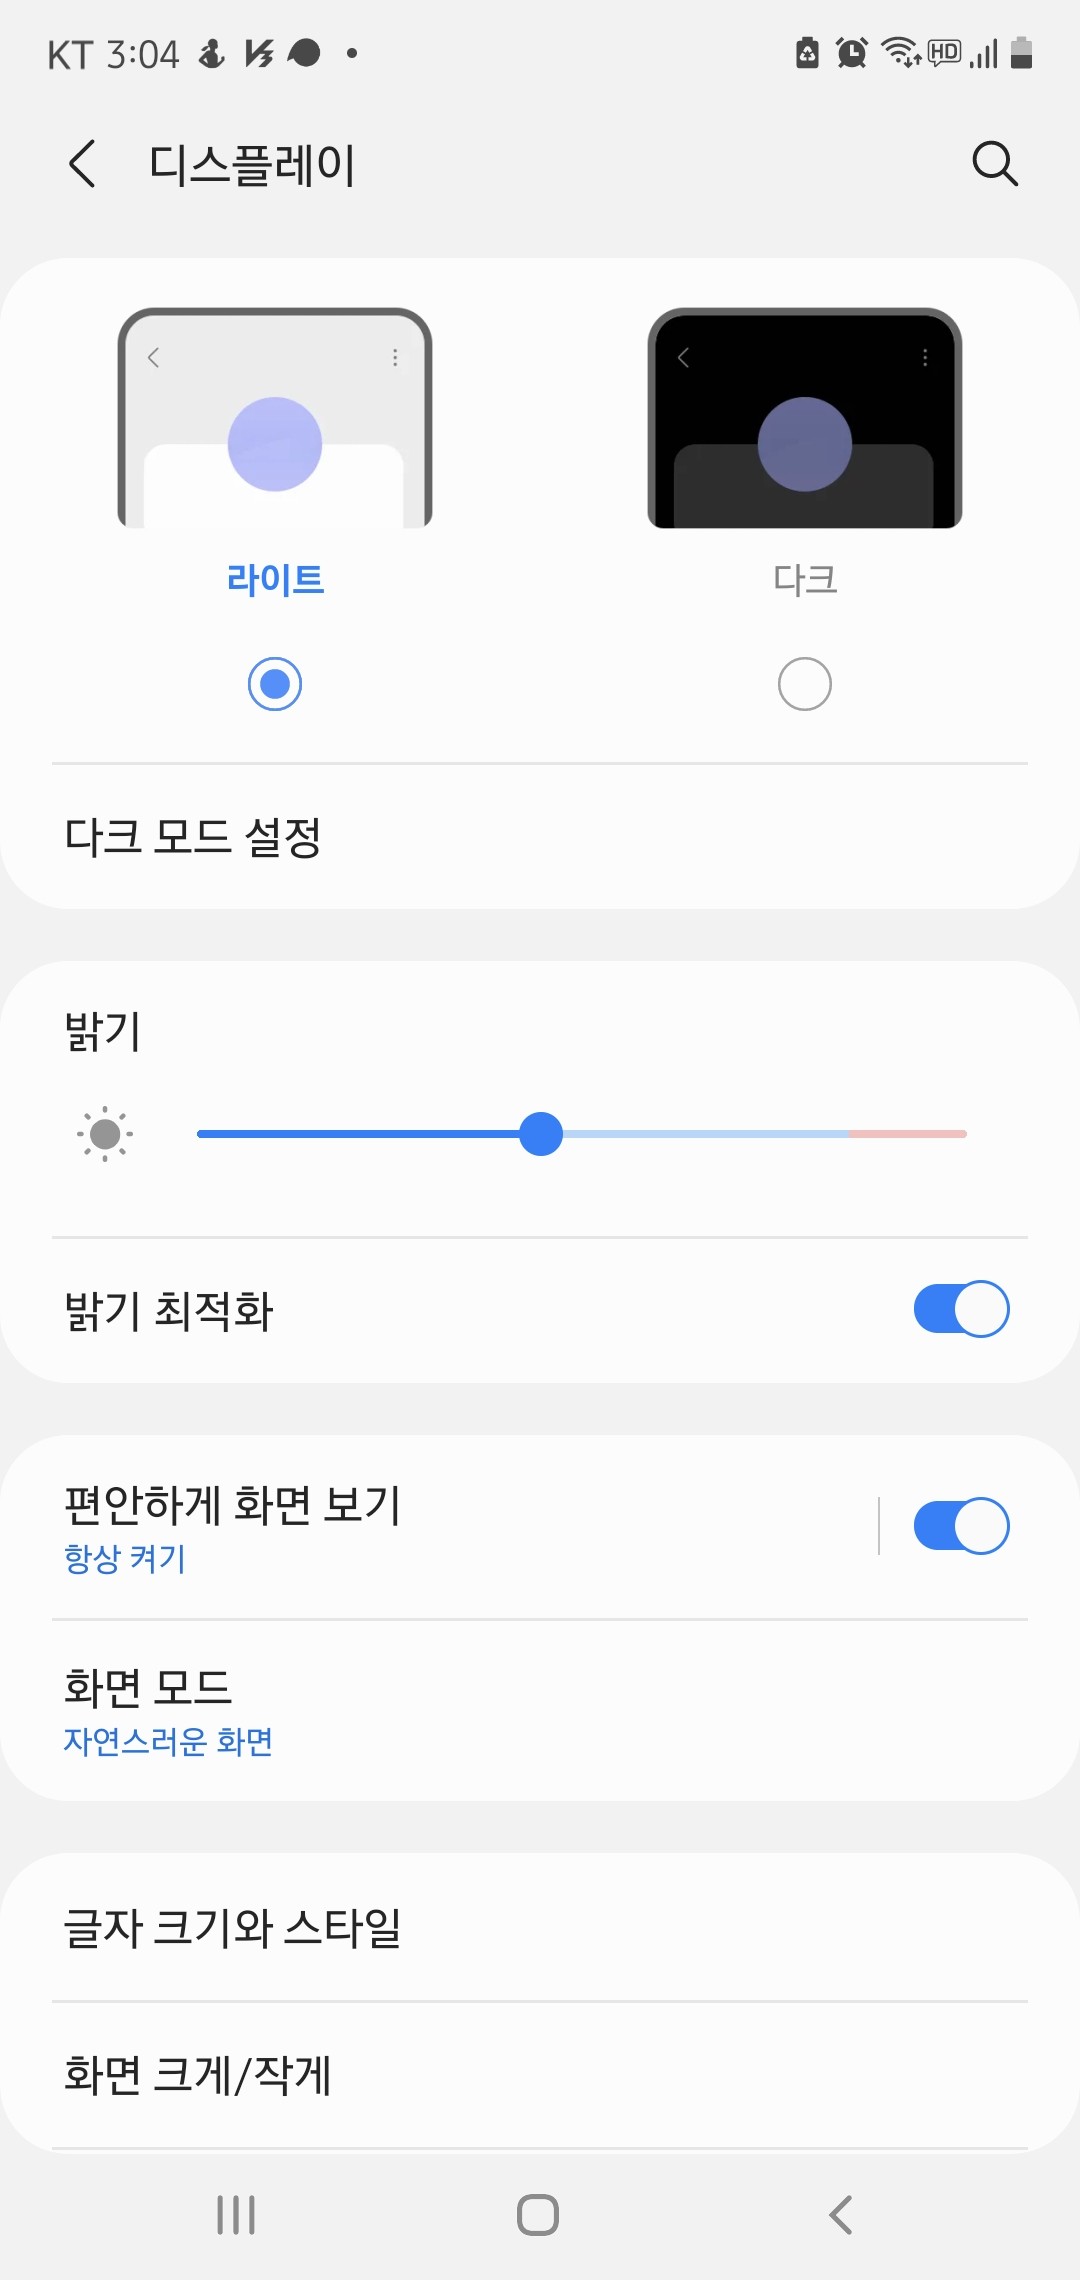 KT 3:04
HD
디스플레이
라이트
다크
다크 모드 설정
밝기
밝기 최적화
편안하게 화면 보기
항상 켜기
화면 모드
자연스러운 화면
글자 크기와 스타일
화면 크게/작게